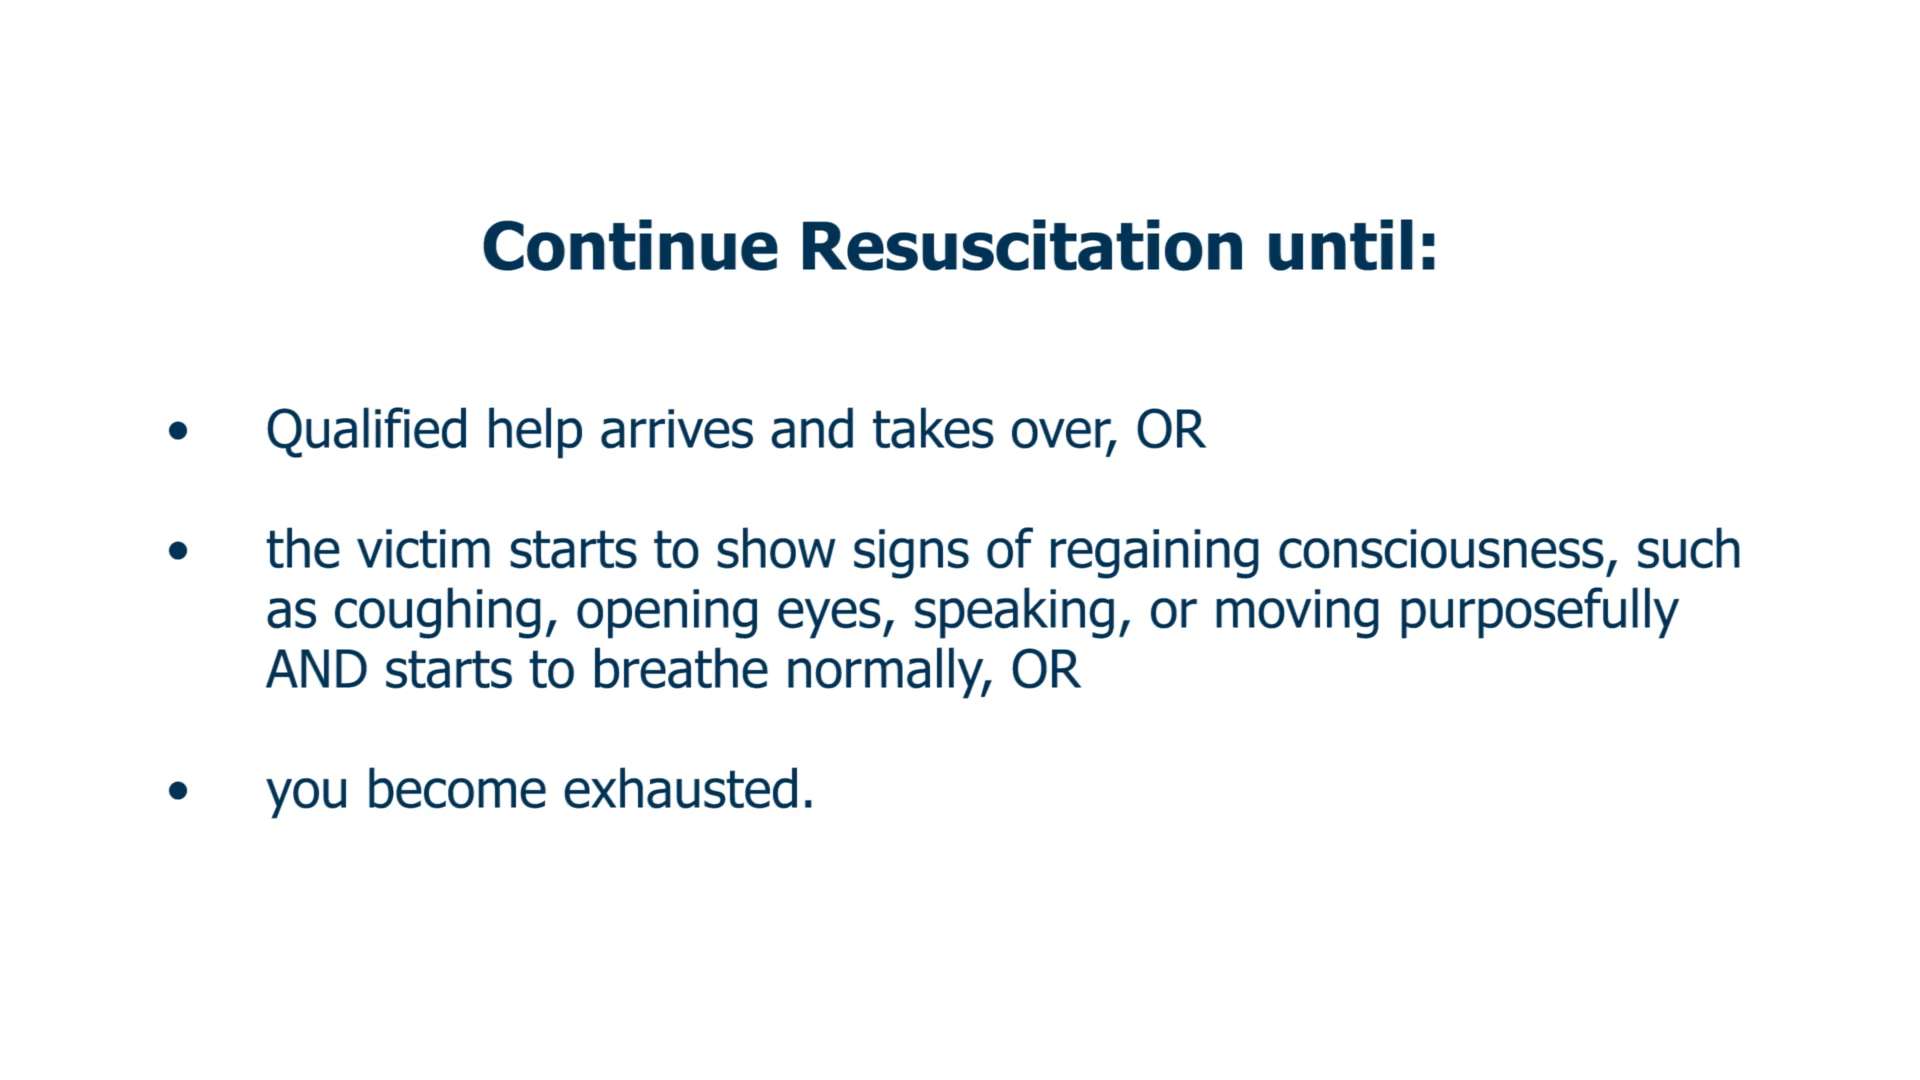 Continue Resuscitation until:
• Qualified help arrives and takes over, OR
• the victim starts to show signs of regaining consciousness, such
as coughing, opening eyes, speaking, or moving purposefully
AND starts to breathe normally, OR
• you become exhausted.